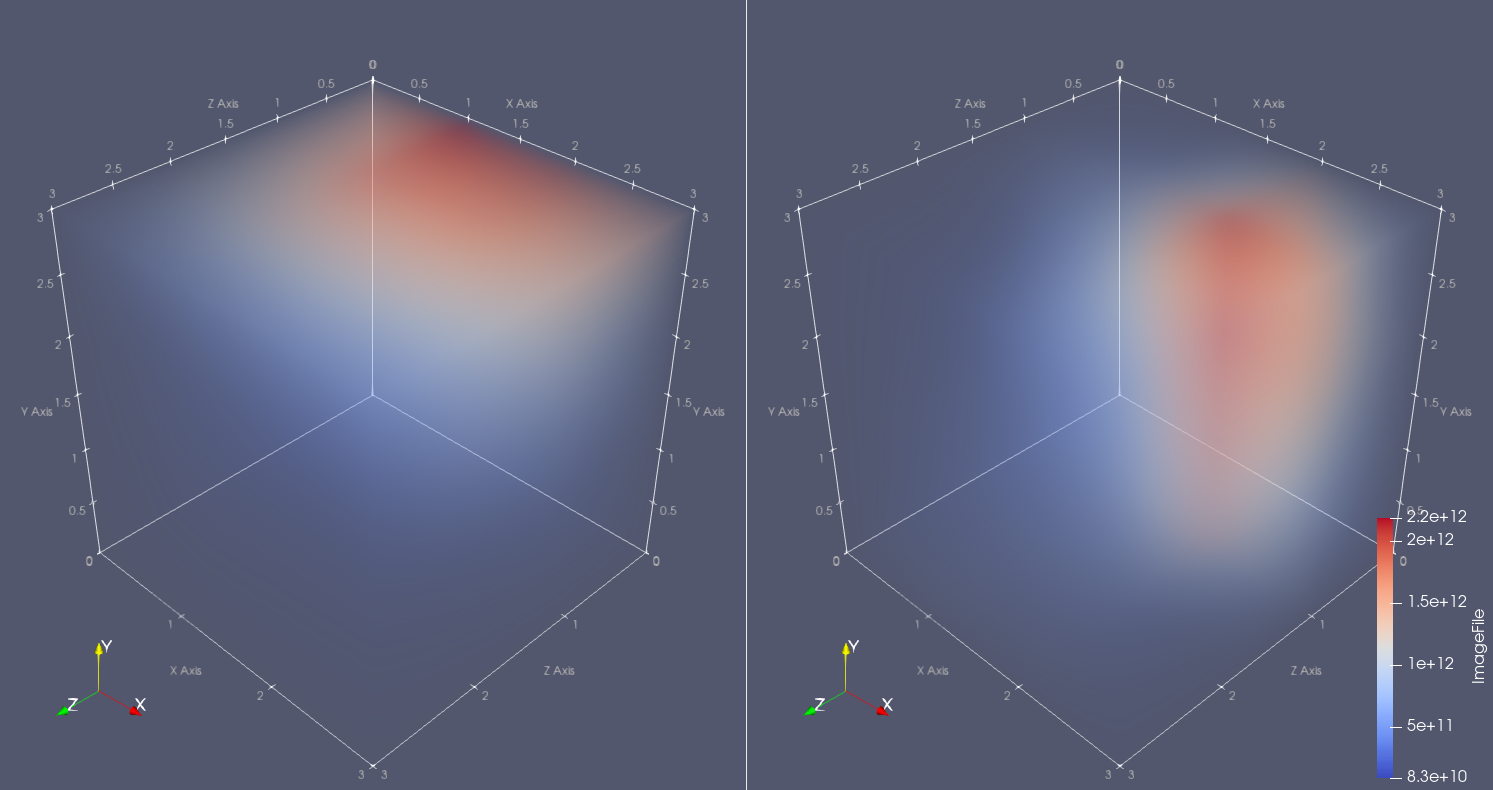 0
0.5 0.5
Z Axis 1 1 X Axis
1.5 1.5
2 2
2.5 2.5
3 3
3 3
2.5 2.5
2 2
Y Axis 1.5 1.5 Y Axis
1 1
0.5 0.5
0 0
1 1
X Axis Z Axis
2 2
3 3
Y
Z X
0
0.5 0.5
Z Axis 1 1 X Axis
1.5 1.5
2 2
2.5 2.5
3 3
3 3
2.5 2.5
2 2
Y Axis 1.5 1.5 Y Axis
1 1
0.5 0.5
0 0
1 1
X Axis Z Axis
2 2
3 3
Y
Z X
2.2e+12
2e+12
1.5e+12
1e+12
5e+11
8.3e+10
ImageFile